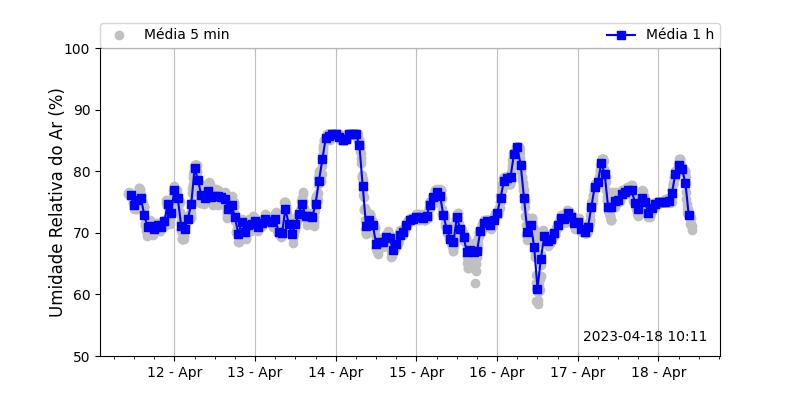 Média 5 min
Média 1 h
100
90
80
70
60
50
Umidade Relativa do Ar (%)
2023-04-18 10:11
12 - Apr
13 - Apr
14 - Apr
15 - Apr
16 - Apr
17 - Apr
18 - Apr